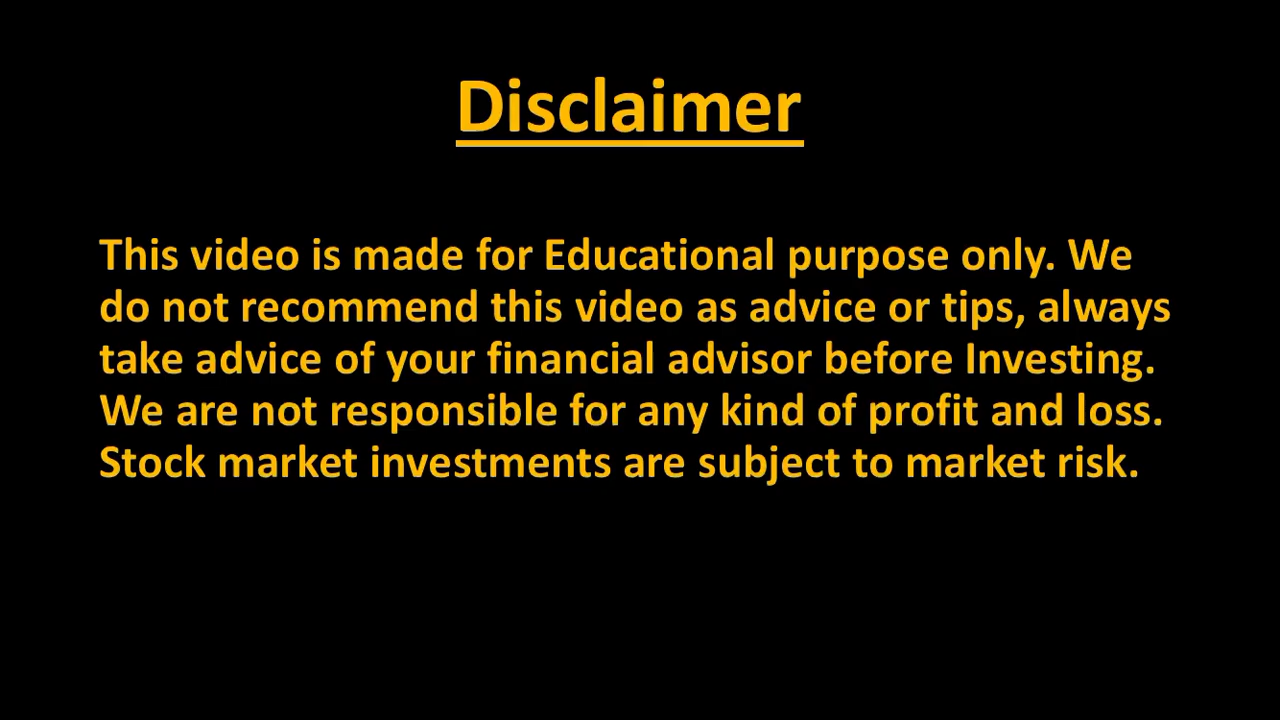 Disclaimer
This video is made for Educational purpose only. We
do not recommend this video as advice or tips, always
take advice of your financial advisor before Investing.
We are not responsible for any kind of profit and loss.
Stock market investments are subject to market risk.